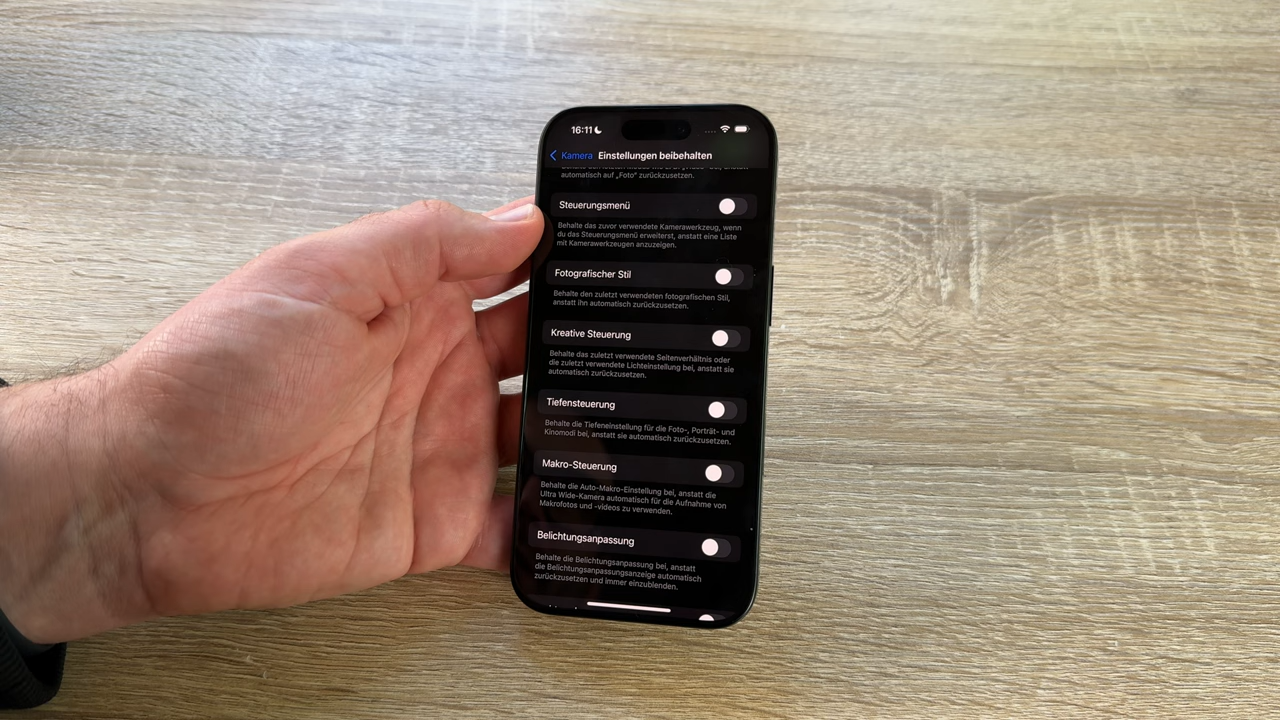 16:11
Kamera Einstellungen beibehalten
automatisch auf „Foto“ zurückzusetzen.
Steuerungsmenü
Behalte das zuvor verwendete Kamerawerkzeug, wenn
du das Steuerungsmenü erweiterst, anstatt eine Liste
mit Kamerawerkzeugen anzuzeigen.
Fotografischer Stil
Behalte den zuletzt verwendeten fotografischen Stil,
anstatt ihn automatisch zurückzusetzen.
Kreative Steuerung
Behalte das zuletzt verwendete Seitenverhältnis oder
die zuletzt verwendete Lichteinstellung bei, anstatt sie
automatisch zurückzusetzen.
Tiefensteuerung
Behalte die Tiefeneinstellung für die Foto-, Porträt- und
Kinomodi bei, anstatt sie automatisch zurückzusetzen.
Makro-Steuerung
Behalte die Auto-Makro-Einstellung bei, anstatt die
Ultra Wide-Kamera automatisch für die Aufnahme von
Makrofotos und -videos zu verwenden.
Belichtungsanpassung
Behalte die Belichtungsanpassung bei, anstatt
die Belichtungsanpassungsanzeige automatisch
zurückzusetzen und immer einzublenden.